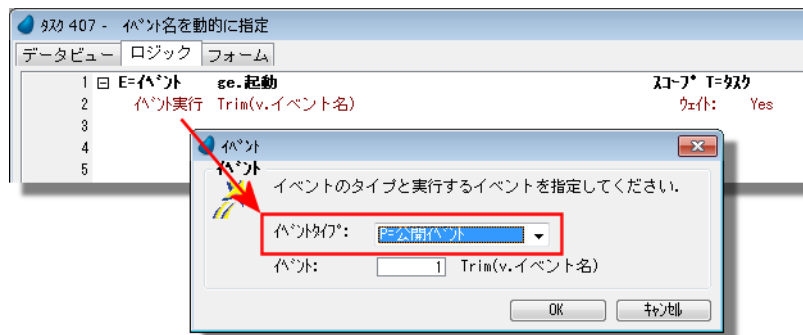 ﾀｽｸ 407 - ｲﾍﾞﾝﾄ名を動的に指定
データビュー ロジック フォーム
1 E=ｲﾍﾞﾝﾄ ge.起動 ｽｺｰﾌﾟ T=ﾀｽｸ
2 ｲﾍﾞﾝﾄ実行 Trim(v.イベント名) ｳｪｲﾄ: Yes
3
4
5
ｲﾍﾞﾝﾄ
ｲﾍﾞﾝﾄ
イベントのタイプと実行するイベントを指定してください.
ｲﾍﾞﾝﾄﾀｲﾌﾟ: P=公開ｲﾍﾞﾝﾄ
ｲﾍﾞﾝﾄ: 1 Trim(v.イベント名)
OK ｷｬﾝｾﾙ